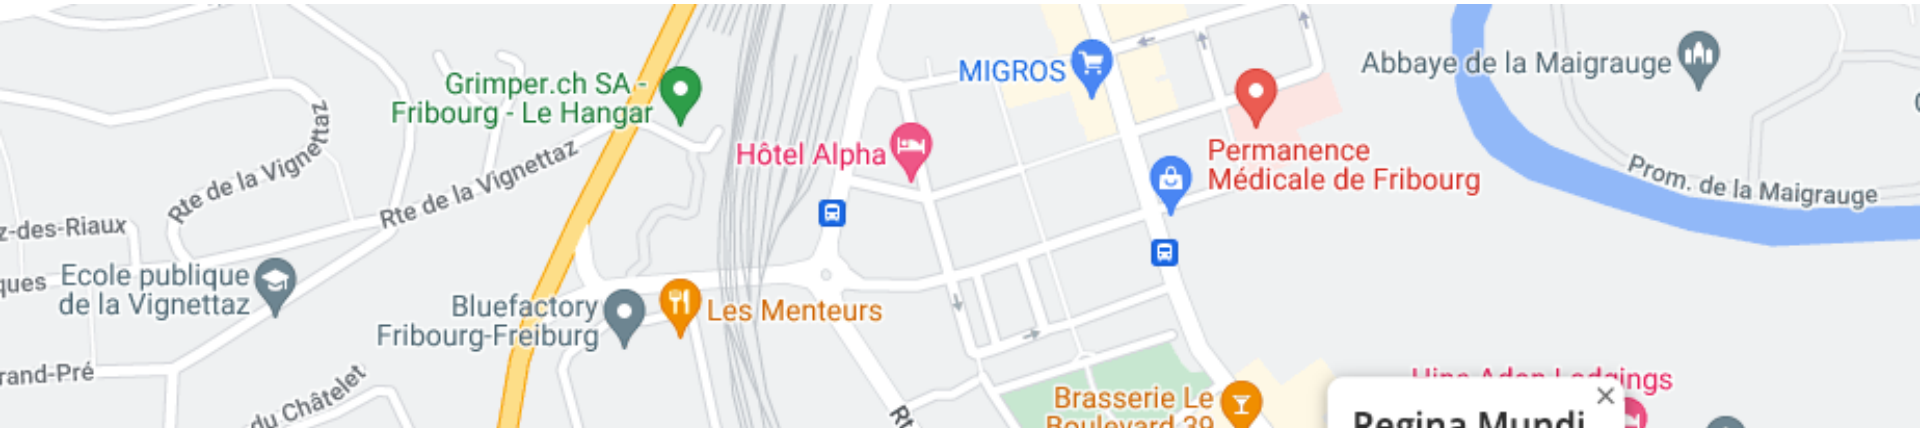 Grimper.ch SA -
Fribourg - Le Hangar
MIGROS
Abbaye de la Maigrauge
Hôtel Alpha
Permanence
Médicale de Fribourg
Rte de la Vignettaz
Rte de la Vignettaz
Prom. de la Maigrauge
z-des-Riaux
ques
Ecole publique
de la Vignettaz
Bluefactory
Fribourg-Freiburg
Les Menteurs
rand-Pré
du Châtelet
Brasserie Le
Boulevard 39
Regina Mundi